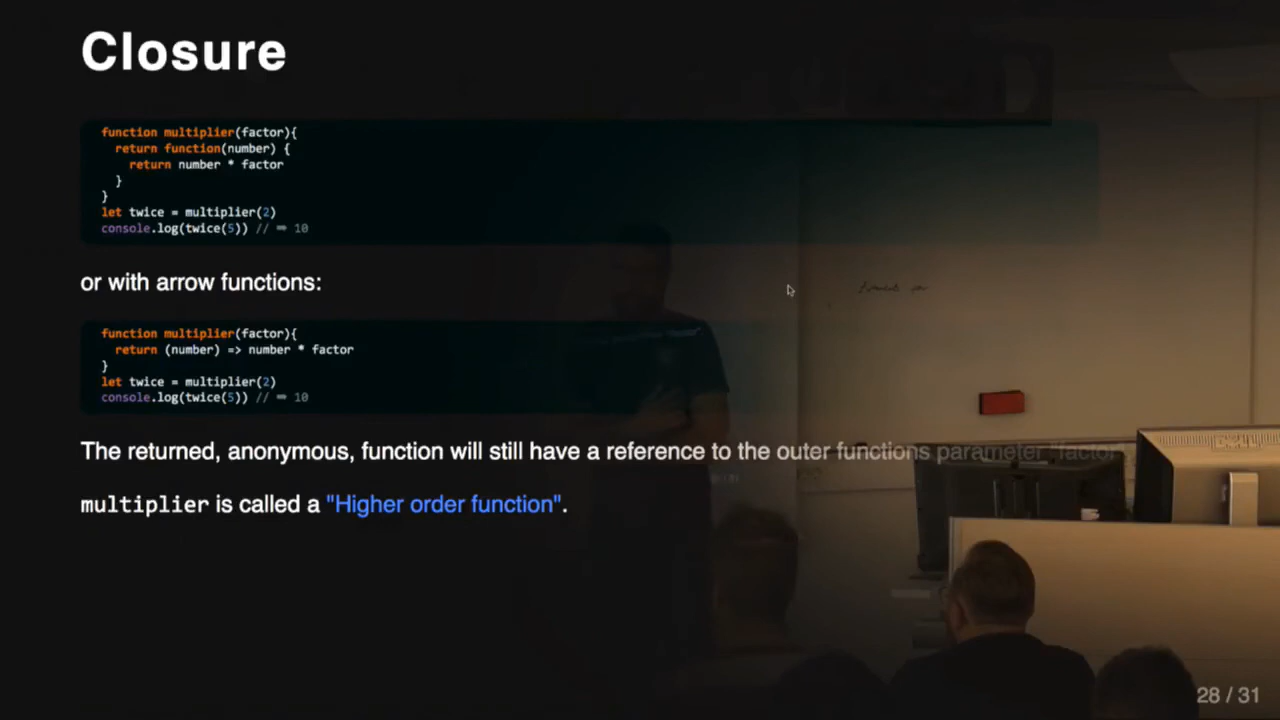 Closure
function multiplier(factor){
return function(number) {
return number * factor
}
}
let twice = multiplier(2)
console.log(twice(5)) // ➡ 10
or with arrow functions:
function multiplier(factor){
return (number) => number * factor
}
let twice = multiplier(2)
console.log(twice(5)) // ➡ 10
The returned, anonymous, function will still have a reference to the outer functions parameter "factor"
multiplier is called a "Higher order function".
DELL
28 / 31